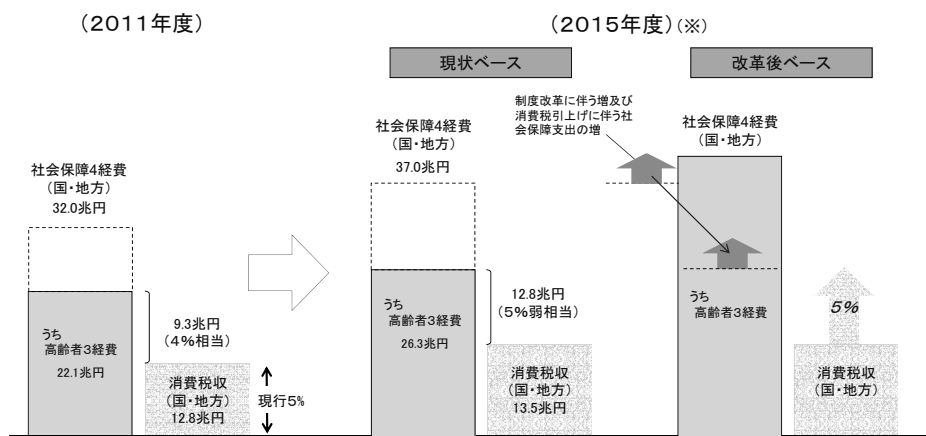 (2011年度)
社会保障4経費
(国・地方)
32.0兆円
うち
高齢者3経費
22.1兆円
9.3兆円
(4%相当)
消費税収
(国・地方)
12.8兆円
現行5%
(2015年度)(※)
現状ベース
社会保障4経費
(国・地方)
37.0兆円
うち
高齢者3経費
26.3兆円
12.8兆円
(5%弱相当)
消費税収
(国・地方)
13.5兆円
改革後ベース
制度改革に伴う増及び
消費税引上げに伴う社
会保障支出の増
社会保障4経費
(国・地方)
うち
高齢者3経費
5%
消費税収
(国・地方)